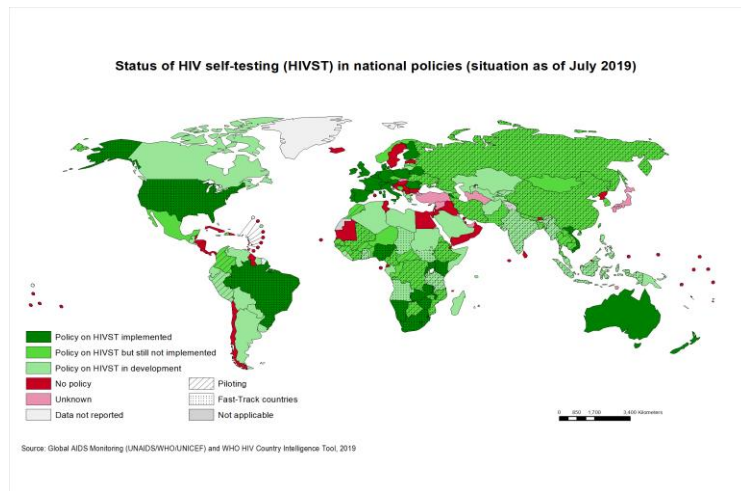 Status of HIV self-testing (HIVST) in national policies (situation as of July 2019)
Policy on HIVST implemented
Policy on HIVST but still not implemented
Policy on HIVST in development
No policy
Piloting
Unknown
Fast-Track countries
Data not reported
Not applicable
0 850 1,700 3,400 Kilometers
Source: Global AIDS Monitoring (UNAIDS/WHO/UNICEF) and WHO HIV Country Intelligence Tool, 2019